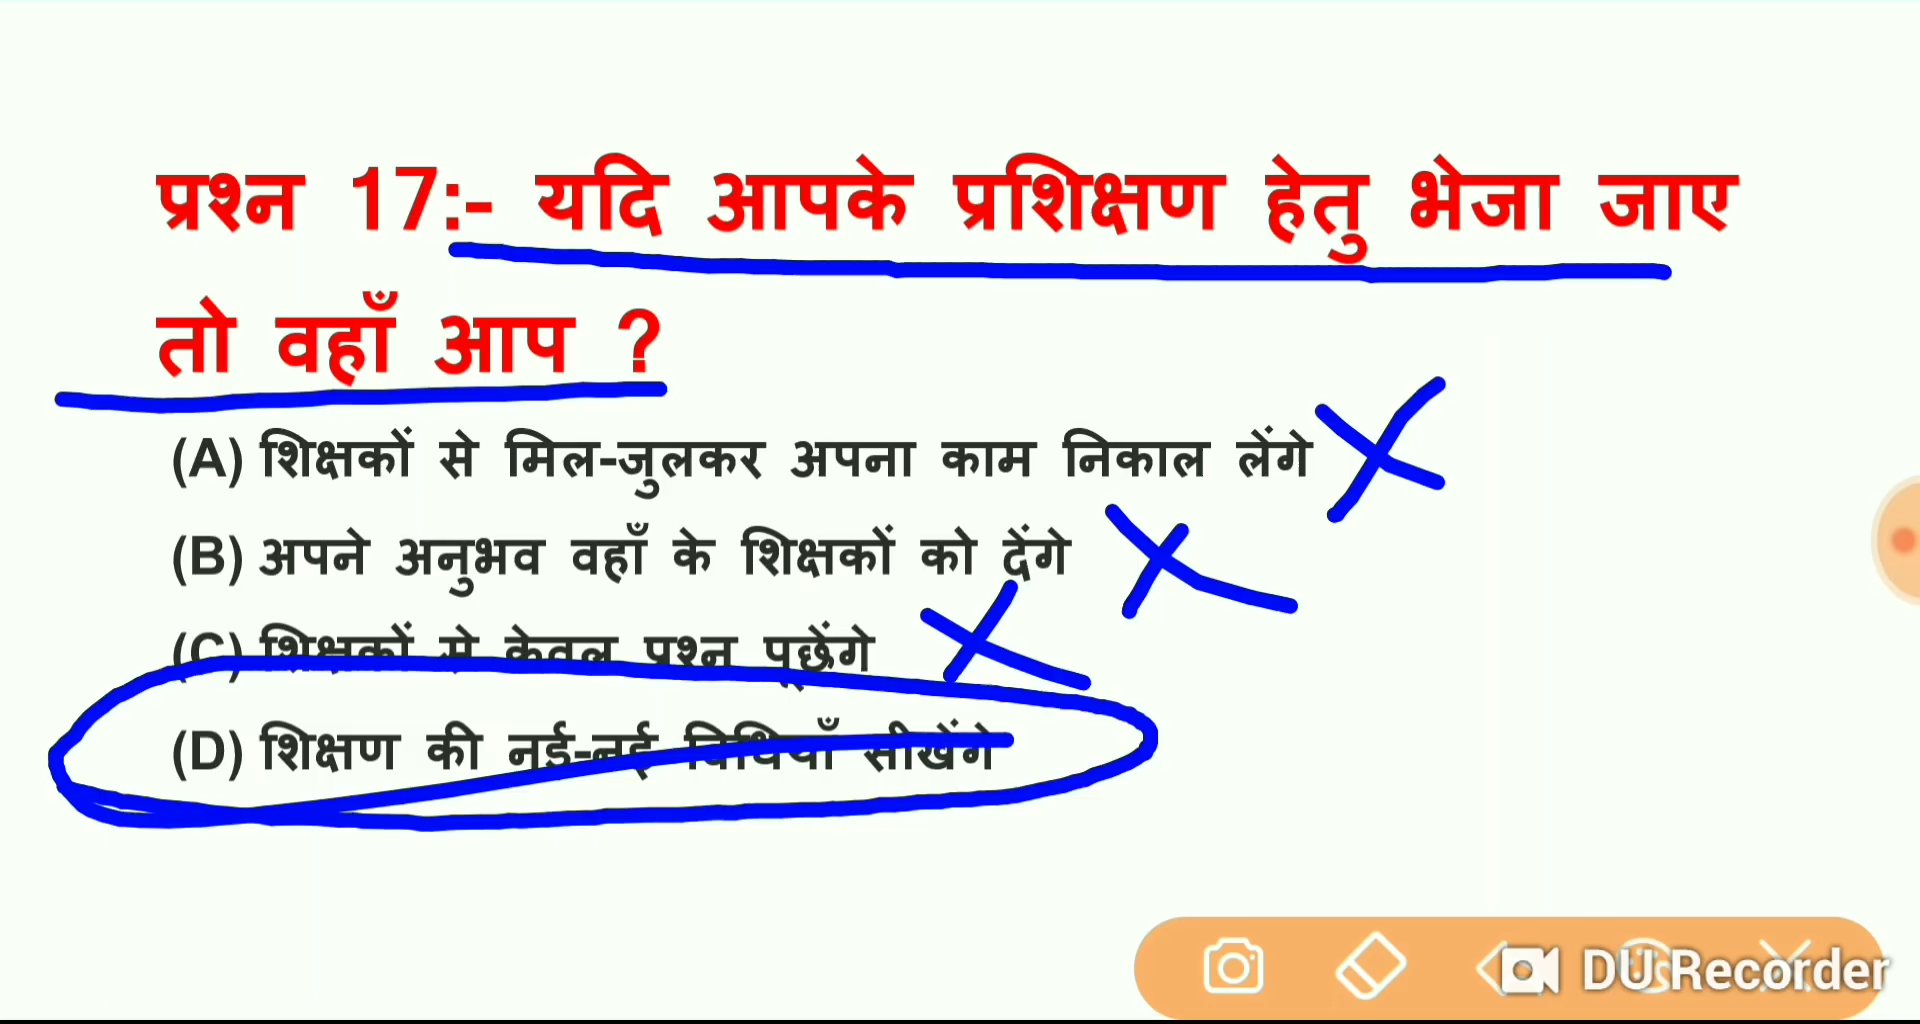 प्रश्न 17:- यदि आपके प्रशिक्षण हेतु भेजा जाए
तो वहाँ आप ?
(A) शिक्षकों से मिल-जुलकर अपना काम निकाल लेंगे
(B) अपने अनुभव वहाँ के शिक्षकों को देंगे
(C) शिक्षकों से केवल प्रश्न पूछेंगे
(D) शिक्षण की नई-नई विधियाँ सीखेंगे
DU Recorder